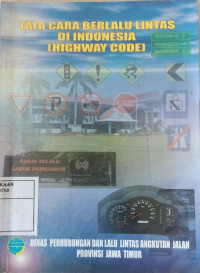 TATA CARA BERLALU LINTAS
DI INDONESIA
(HIGHWAY CODE)
PAKAI SELALU
SABUK PENGAMAN
DINAS PERHUBUNGAN DAN LALU LINTAS ANGKUTAN JALAN
PROVINSI JAWA TIMUR